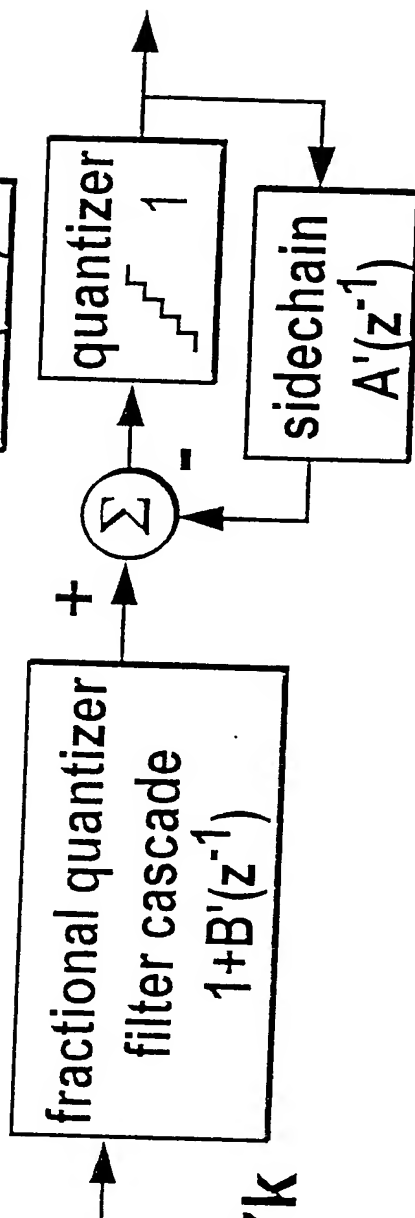 fractional quantizer
filter cascade
1+B'(z⁻¹)
+
Σ
-
quantizer
1
sidechain
A'(z⁻¹)